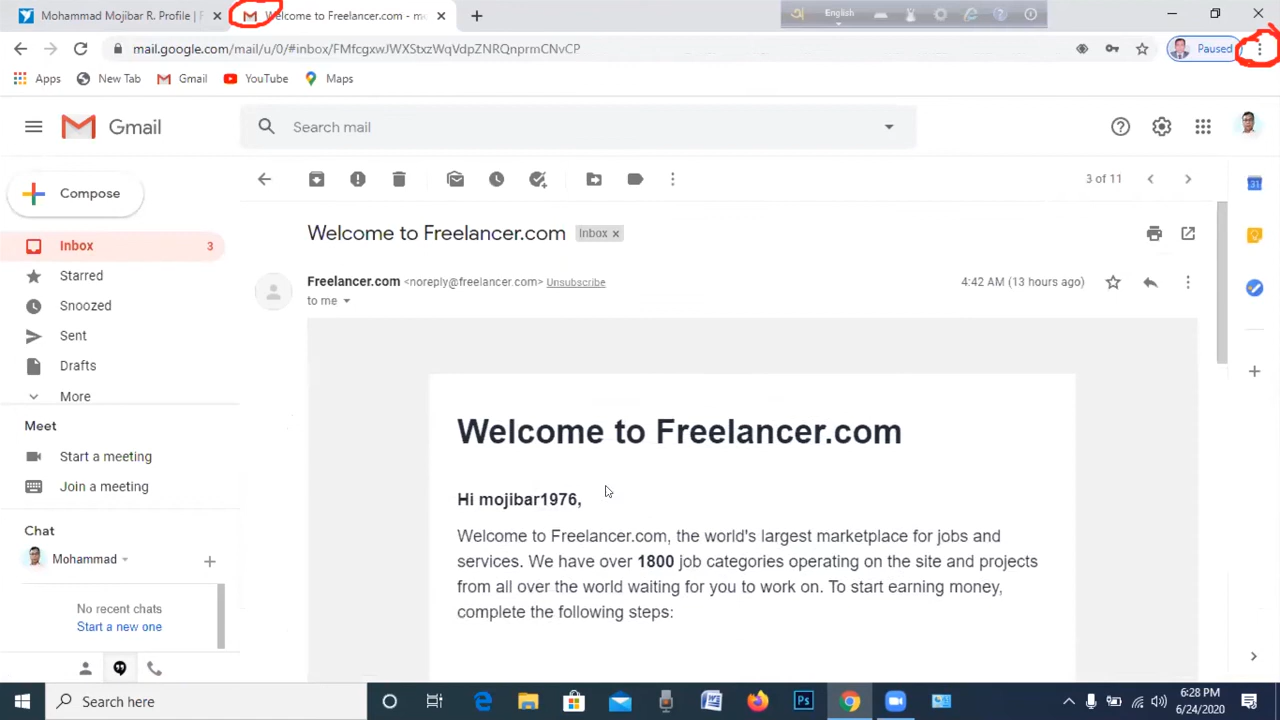 Mohammad Mojibar R. Profile | F
Welcome to Freelancer.com - m
English
mail.google.com/mail/u/0/#inbox/FMfcgxwJWXStxzWqVdpZNRQnprmCNvCP
Paused
Apps
New Tab
Gmail
YouTube
Maps
Gmail
Search mail
Compose
3 of 11
31
Welcome to Freelancer.com
Inbox x
Inbox 3
Starred
Snoozed
Sent
Drafts
More
Freelancer.com <noreply@freelancer.com> Unsubscribe
4:42 AM (13 hours ago)
to me
Meet
Start a meeting
Join a meeting
Chat
Mohammad
No recent chats
Start a new one
Welcome to Freelancer.com
Hi mojibar1976,
Welcome to Freelancer.com, the world's largest marketplace for jobs and
services. We have over 1800 job categories operating on the site and projects
from all over the world waiting for you to work on. To start earning money,
complete the following steps:
Search here
Ps
6:28 PM
6/24/2020